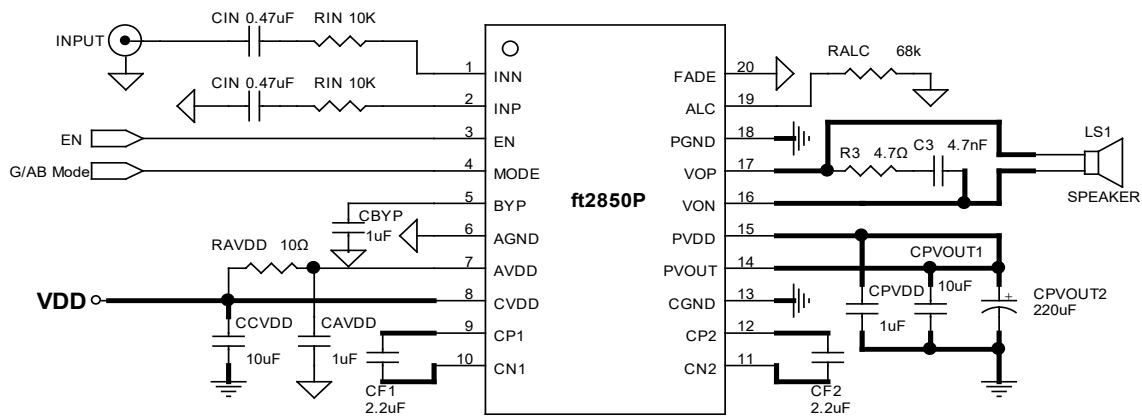 CIN 0.47uF RIN 10K
INPUT
RALC 68k
1 INN
FADE 20
CIN 0.47uF RIN 10K
2 INP
ALC 19
EN
3 EN
PGND 18
LS1
R3 4.7Ω C3 4.7nF
G/AB Mode
4 MODE
VOP 17
ft2850P
SPEAKER
5 BYP
VON 16
CBYP
1uF
6 AGND
PVDD 15
RAVDD 10Ω
CPVOUT1
7 AVDD
PVOUT 14
VDD
8 CVDD
CGND 13
CPVDD
10uF
CPVOUT2
220uF
1uF
CCVDD
10uF
CAVDD
1uF
9 CP1
CP2 12
10 CN1
CN2 11
CF1
2.2uF
CF2
2.2uF
+